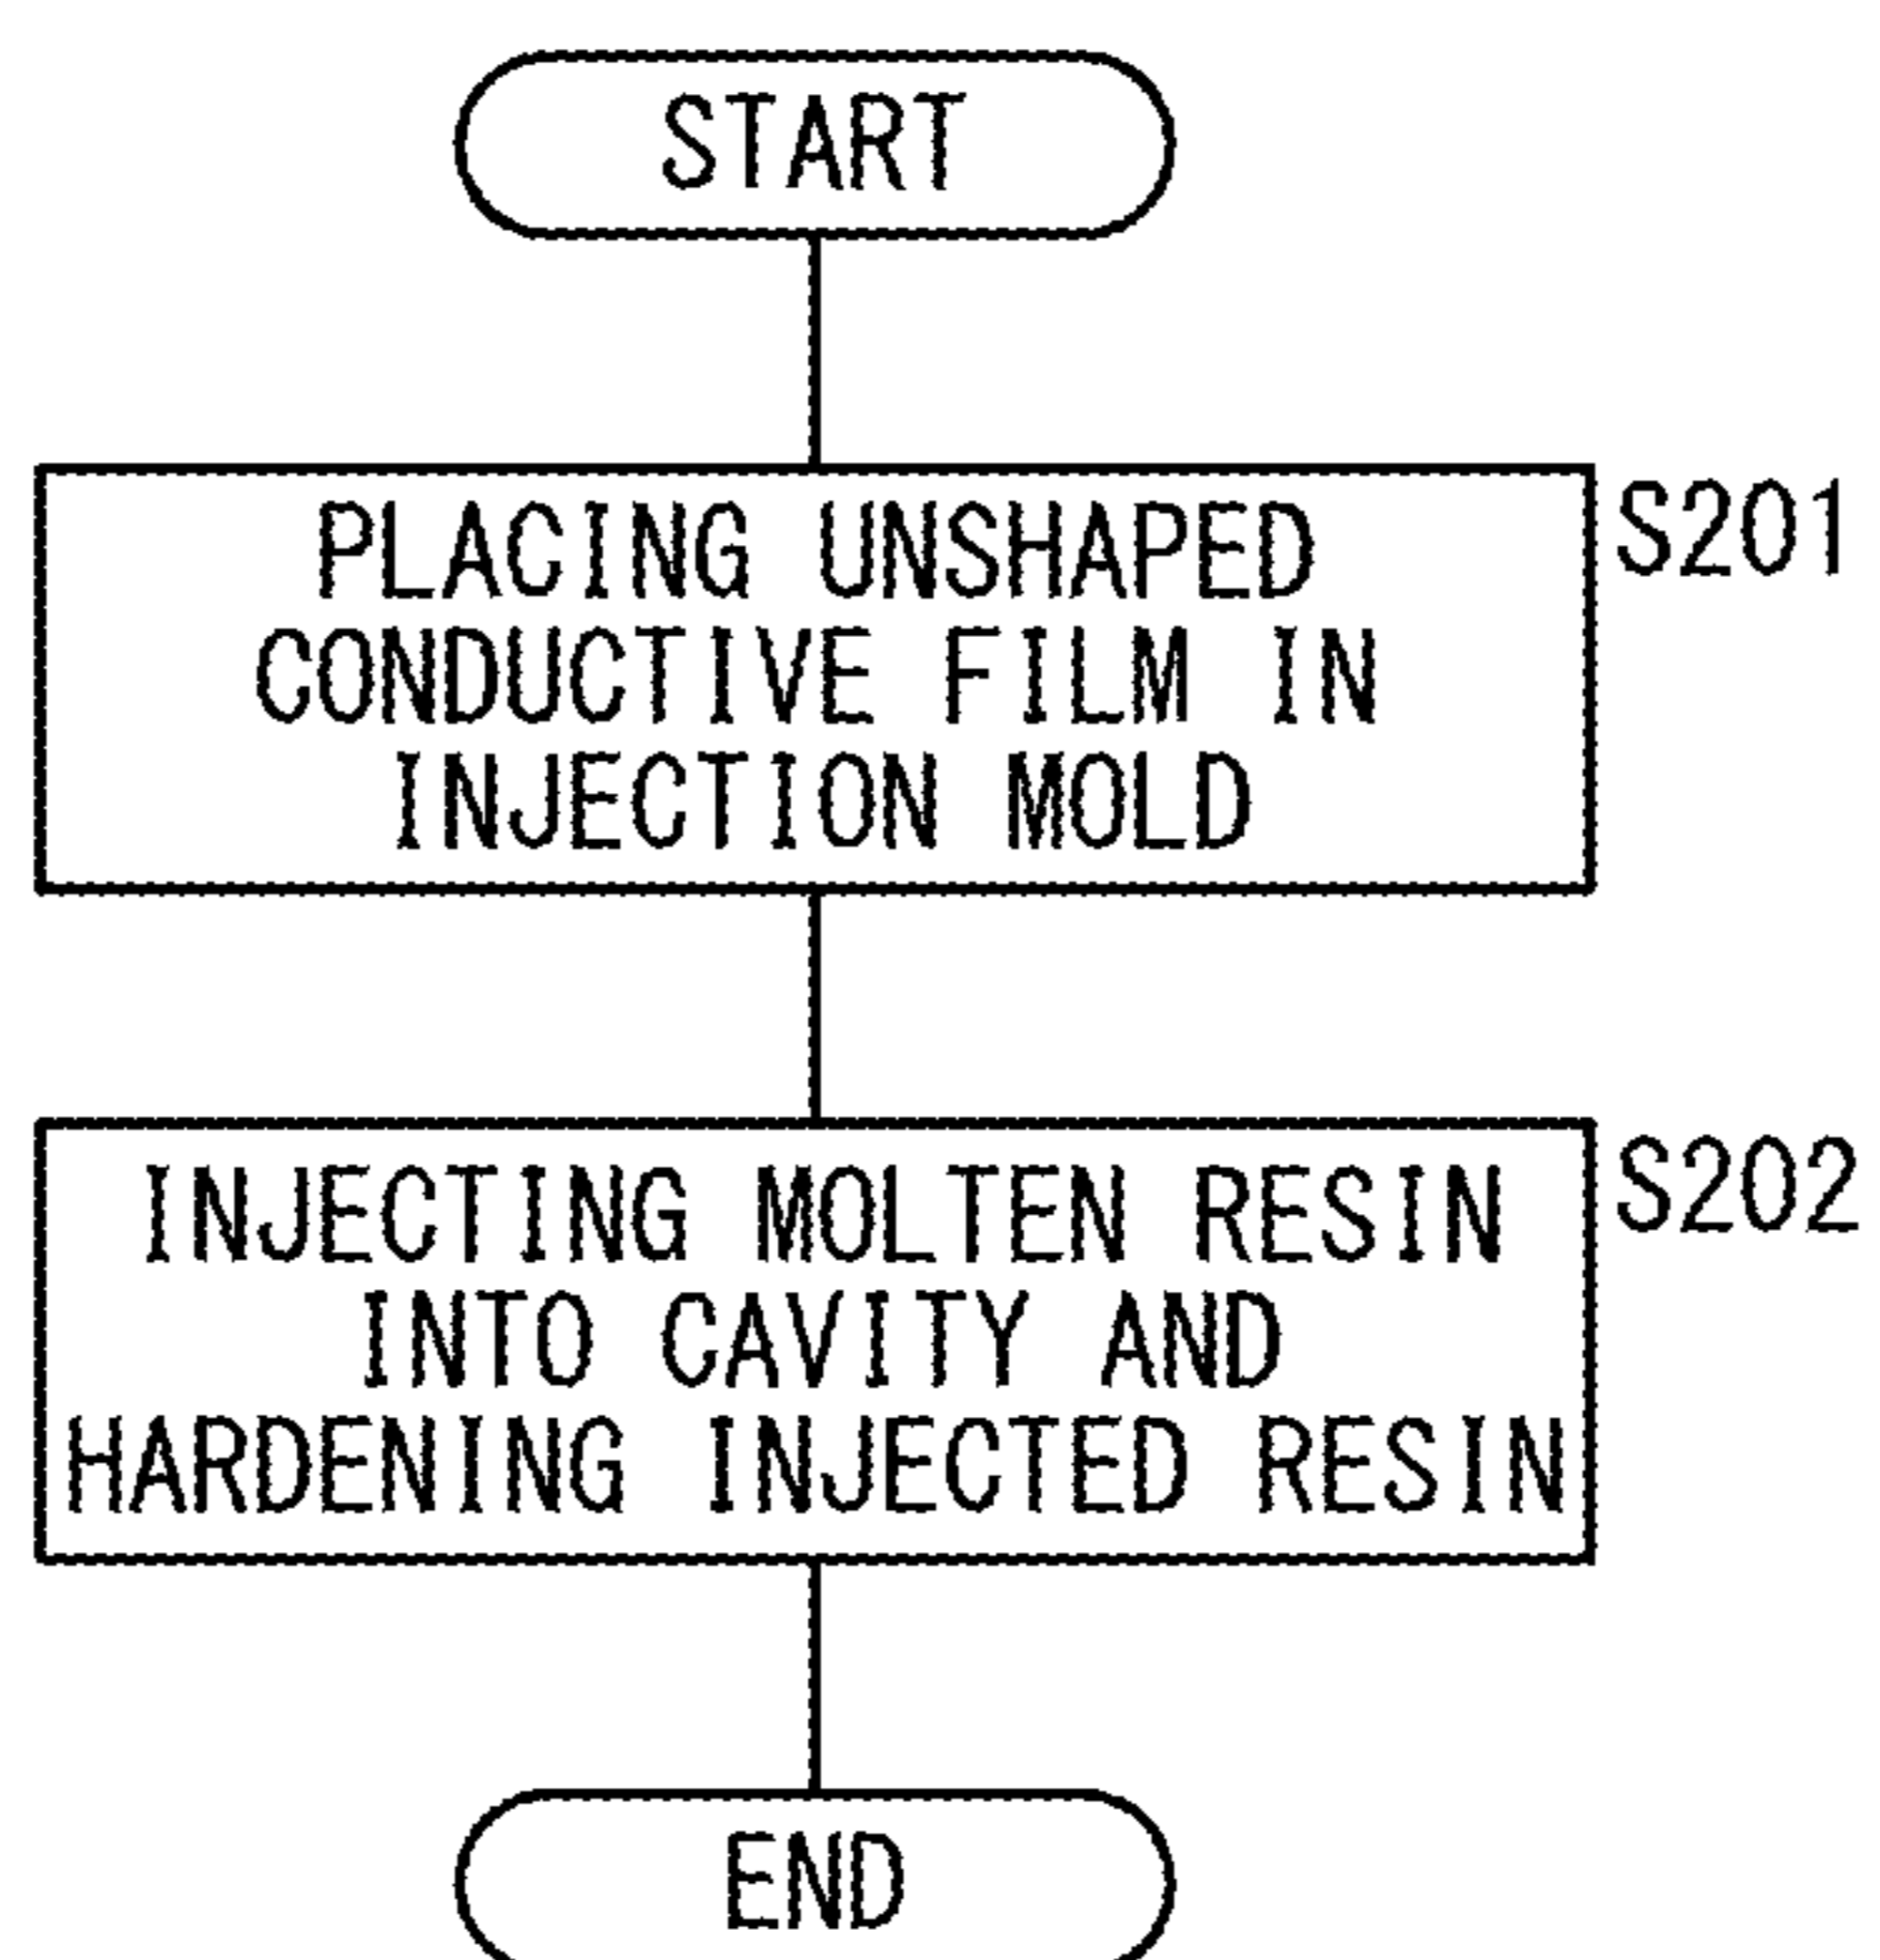 START
PLACING UNSHAPED
CONDUCTIVE FILM IN
INJECTION MOLD
S201
INJECTING MOLTEN RESIN
INTO CAVITY AND
HARDENING INJECTED RESIN
S202
END